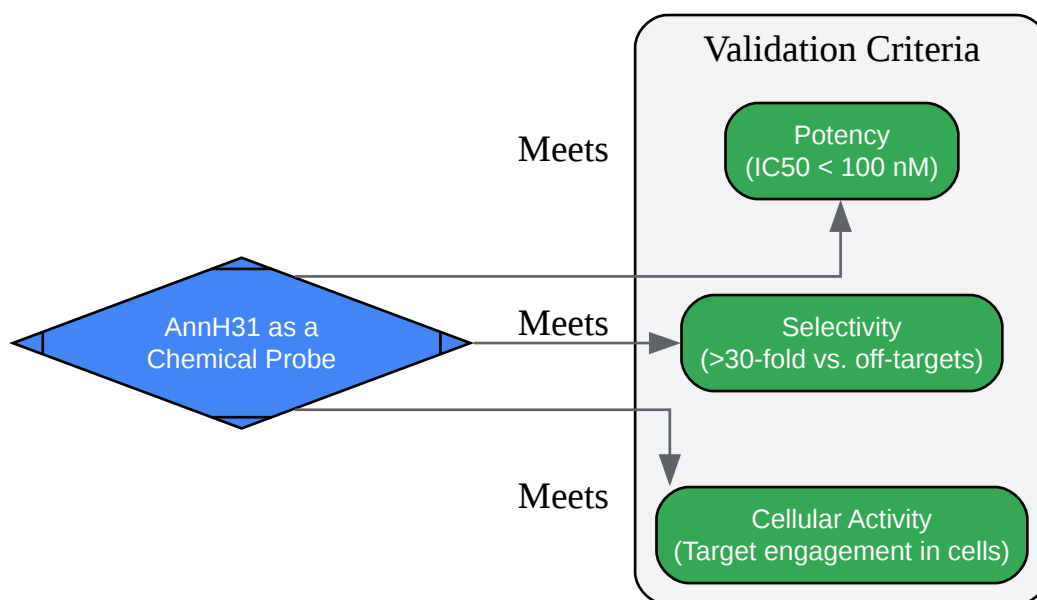 Validation Criteria
Meets
Potency
(IC50 < 100 nM)
AnnH31 as a
Chemical Probe
Meets
Selectivity
(>30-fold vs. off-targets)
Meets
Cellular Activity
(Target engagement in cells)